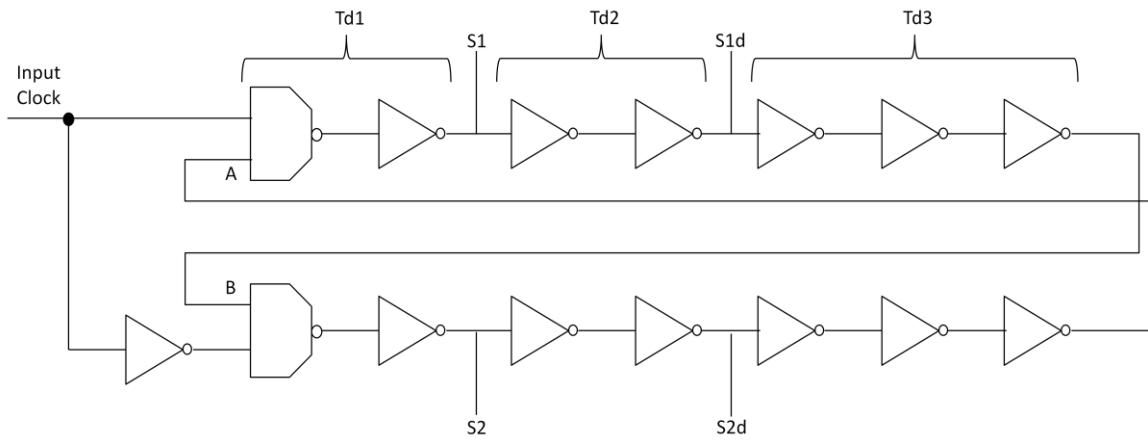 Td1
Td2
Td3
S1
S1d
Input
Clock
A
B
S2
S2d